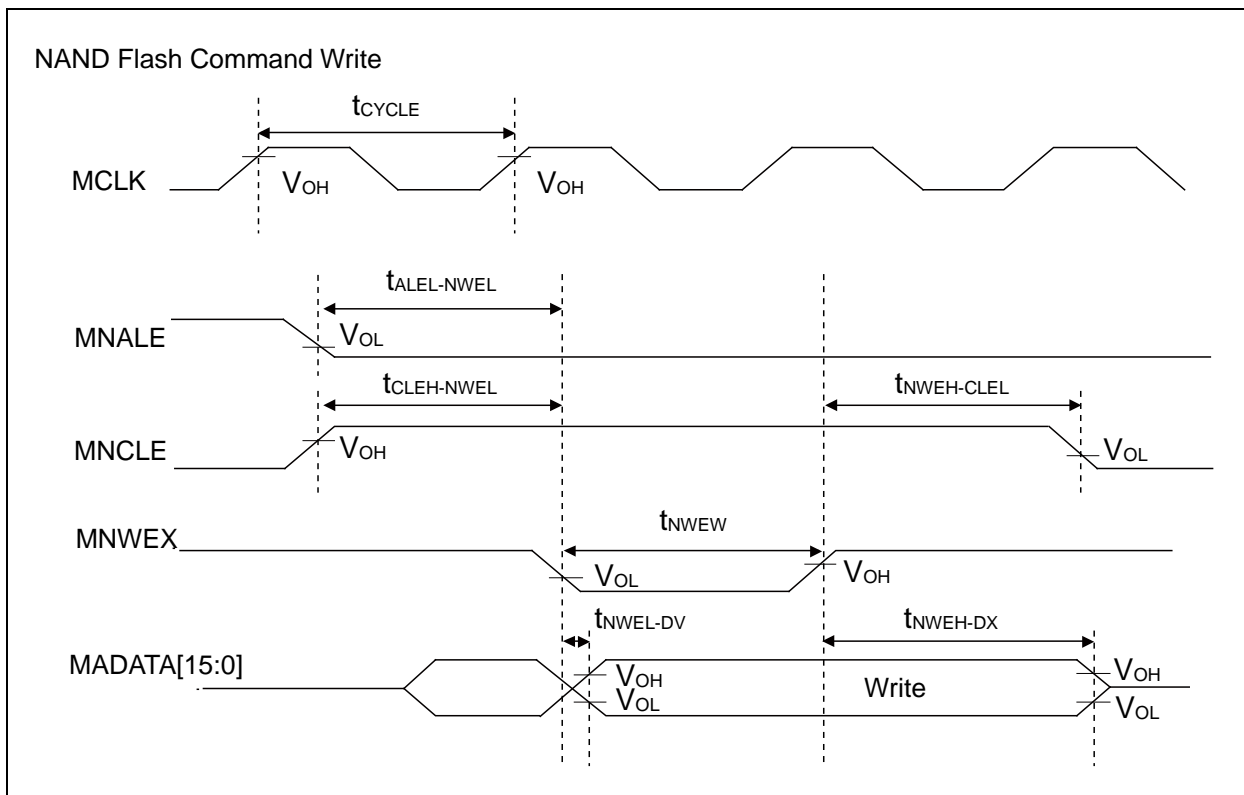 NAND Flash Command Write
tCYCLE
MCLK
VOH
VOH
tALEL-NWEL
MNALE
VOL
tCLEH-NWEL
tNWEH-CLEL
MNCLE
VOH
VOL
tNWEW
MNWEX
VOL
VOH
tNWEL-DV
tNWEH-DX
MADATA[15:0]
VOH
Write
VOH
VOL
VOL